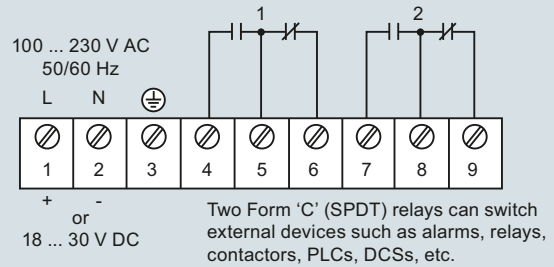 1 2
100 ... 230 V AC
50/60 Hz
L N
1 2 3 4 5 6 7 8 9
+ -
or
18 ... 30 V DC
Two Form ‘C’ (SPDT) relays can switch
external devices such as alarms, relays,
contactors, PLCs, DCSs, etc.